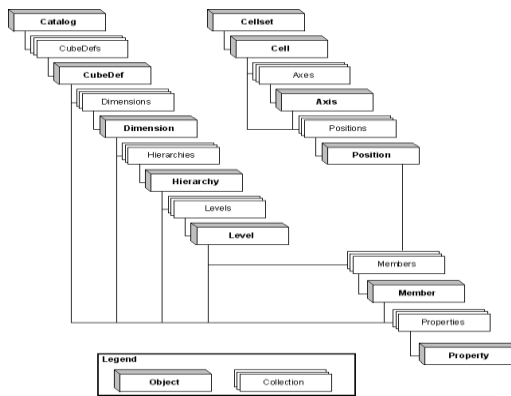 Catalog
CubeDefs
CubeDef
Dimensions
Dimension
Hierarchies
Hierarchy
Levels
Level
Cellset
Cell
Axes
Axis
Positions
Position
Members
Member
Properties
Property
Legend
Object
Collection